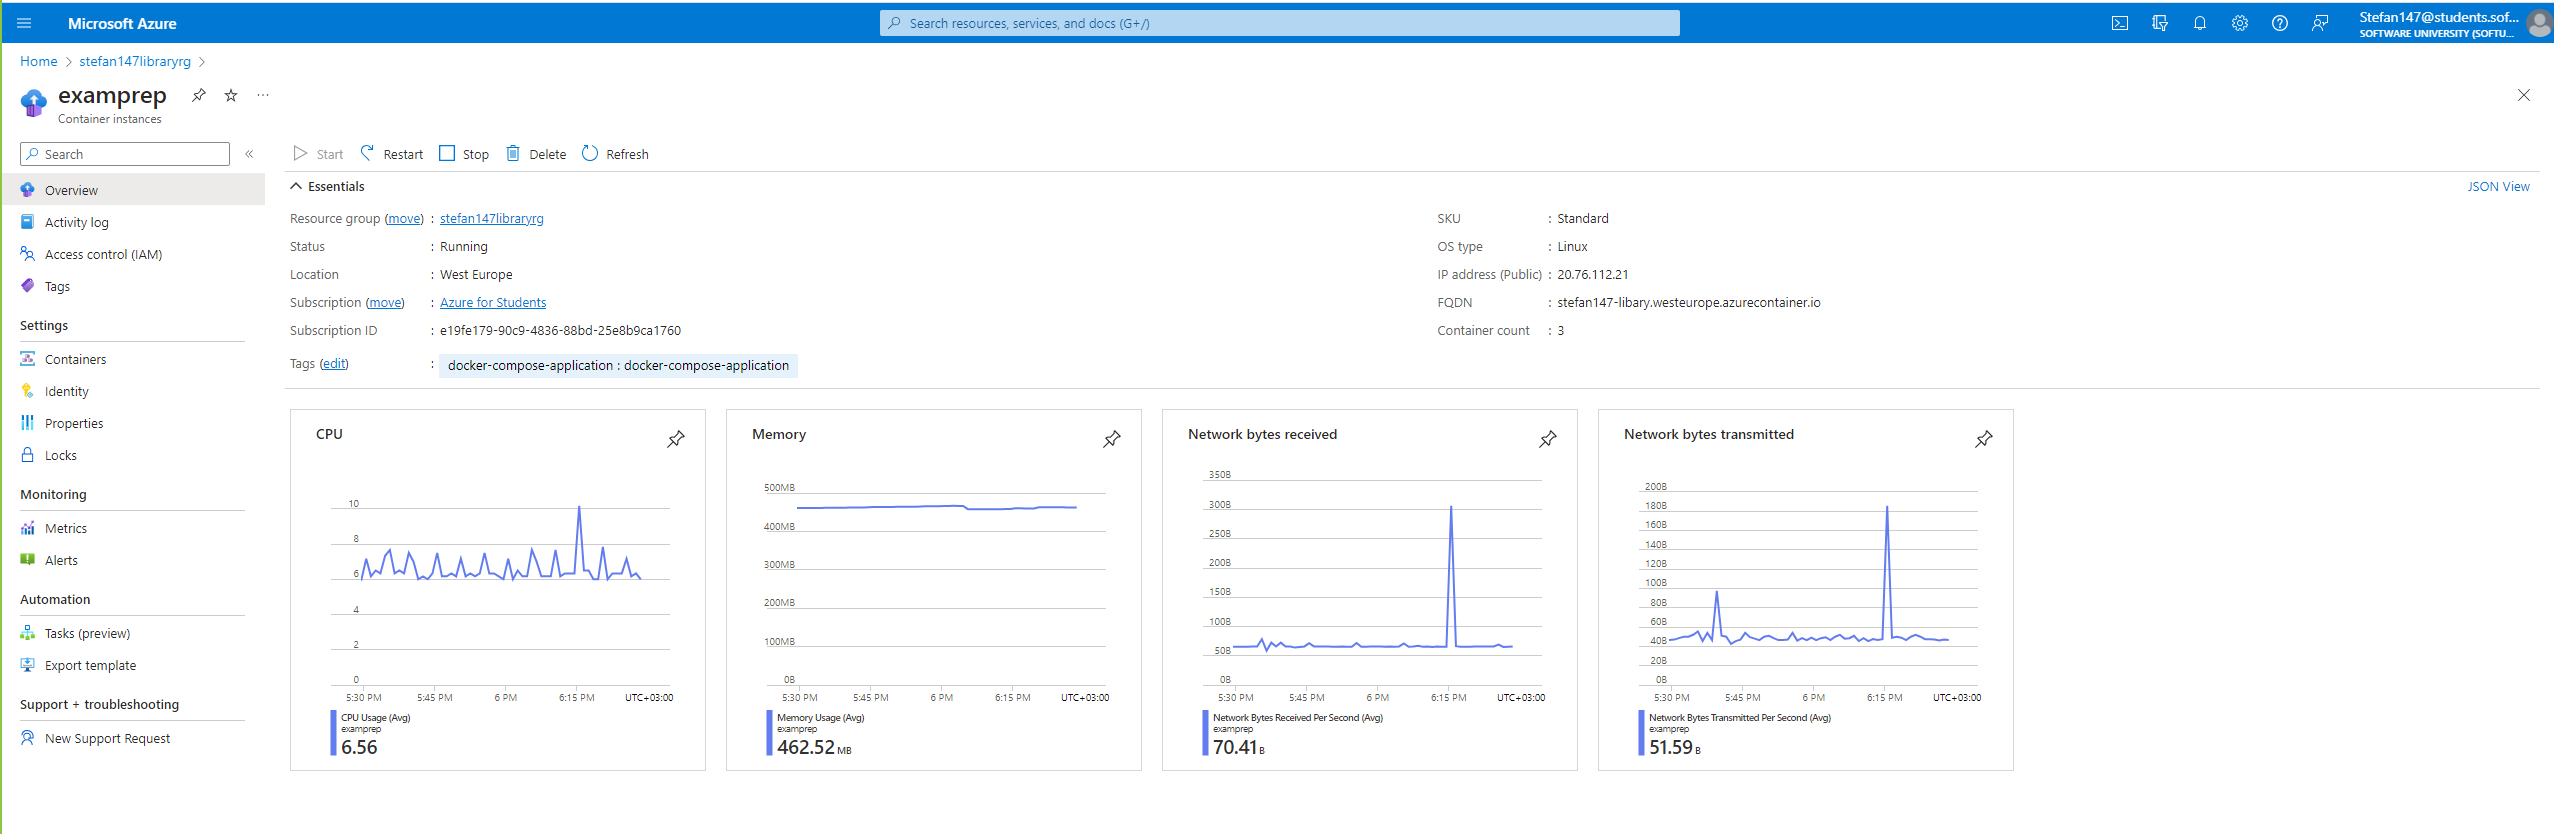 Microsoft Azure
Search resources, services, and docs (G+/)
Stefan147@students.sof...
SOFTWARE UNIVERSITY (SOFTU...
Home > stefan147libraryrg >
examprep
...
Container instances
Search
«
Start Restart Stop Delete Refresh
Overview
Activity log
Access control (IAM)
Tags
Settings
Containers
Identity
Properties
Locks
Monitoring
Metrics
Alerts
Automation
Tasks (preview)
Export template
Support + troubleshooting
New Support Request
Essentials
JSON View
Resource group (move) : stefan147libraryrg
Status : Running
Location : West Europe
Subscription (move) : Azure for Students
Subscription ID : e19fe179-90c9-4836-88bd-25e8b9ca1760
Tags (edit) : docker-compose-application : docker-compose-application
SKU : Standard
OS type : Linux
IP address (Public) : 20.76.112.21
FQDN : stefan147-libary.westeurope.azurecontainer.io
Container count : 3
CPU
10
8
6
4
2
0
5:30 PM 5:45 PM 6 PM 6:15 PM UTC+03:00
CPU Usage (Avg)
examprep
6.56
Memory
500MB
400MB
300MB
200MB
100MB
0B
5:30 PM 5:45 PM 6 PM 6:15 PM UTC+03:00
Memory Usage (Avg)
examprep
462.52 MB
Network bytes received
350B
300B
250B
200B
150B
100B
50B
0B
5:30 PM 5:45 PM 6 PM 6:15 PM UTC+03:00
Network Bytes Received Per Second (Avg)
examprep
70.41 B
Network bytes transmitted
200B
180B
160B
140B
120B
100B
80B
60B
40B
20B
0B
5:30 PM 5:45 PM 6 PM 6:15 PM UTC+03:00
Network Bytes Transmitted Per Second (Avg)
examprep
51.59 B